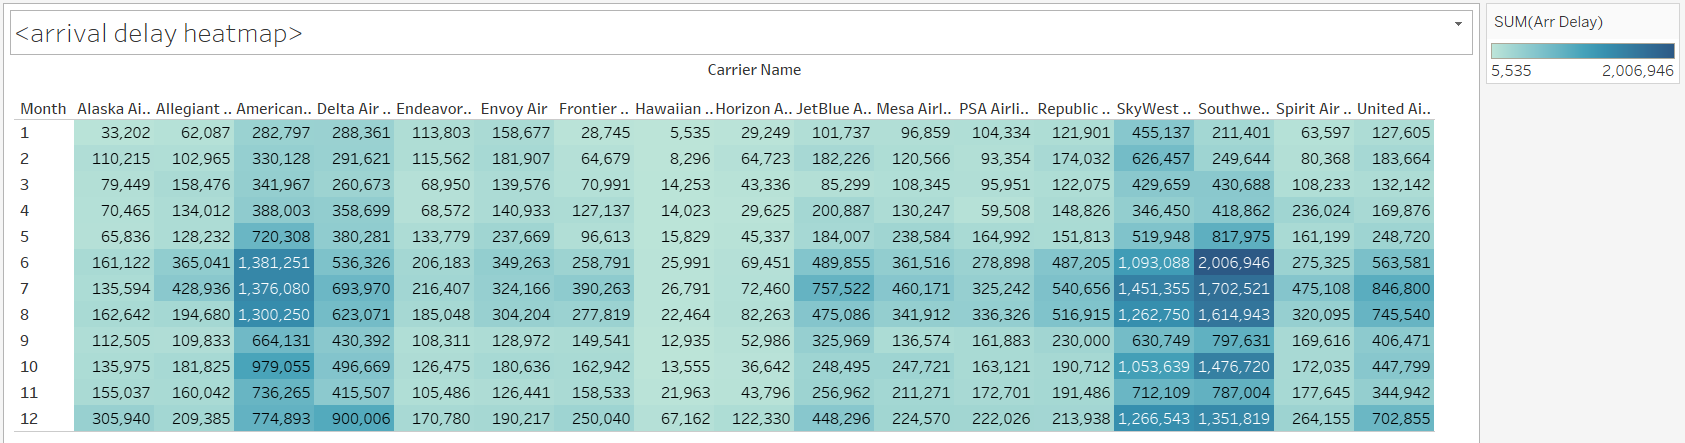 <arrival delay heatmap>
SUM(Arr Delay)
5,535 2,006,946
Carrier Name
Month Alaska Ai.. Allegiant .. American.. Delta Air .. Endeavor.. Envoy Air Frontier .. Hawaiian .. Horizon A.. JetBlue A.. Mesa Airl.. PSA Airli.. Republic .. SkyWest .. Southwe.. Spirit Air .. United Ai..
1 33,202 62,087 282,797 288,361 113,803 158,677 28,745 5,535 29,249 101,737 96,859 104,334 121,901 455,137 211,401 63,597 127,605
2 110,215 102,965 330,128 291,621 115,562 181,907 64,679 8,296 64,723 182,226 120,566 93,354 174,032 626,457 249,644 80,368 183,664
3 79,449 158,476 341,967 260,673 68,950 139,576 70,991 14,253 43,336 85,299 108,345 95,951 122,075 429,659 430,688 108,233 132,142
4 70,465 134,012 388,003 358,699 68,572 140,933 127,137 14,023 29,625 200,887 130,247 59,508 148,826 346,450 418,862 236,024 169,876
5 65,836 128,232 720,308 380,281 133,779 237,669 96,613 15,829 45,337 184,007 238,584 164,992 151,813 519,948 817,975 161,199 248,720
6 161,122 365,041 1,381,251 536,326 206,183 349,263 258,791 25,991 69,451 489,855 361,516 278,898 487,205 1,093,088 2,006,946 275,325 563,581
7 135,594 428,936 1,376,080 693,970 216,407 324,166 390,263 26,791 72,460 757,522 460,171 325,242 540,656 1,451,355 1,702,521 475,108 846,800
8 162,642 194,680 1,300,250 623,071 185,048 304,204 277,819 22,464 82,263 475,086 341,912 336,326 516,915 1,262,750 1,614,943 320,095 745,540
9 112,505 109,833 664,131 430,392 108,311 128,972 149,541 12,935 52,986 325,969 136,574 161,883 230,000 630,749 797,631 169,616 406,471
10 135,975 181,825 979,055 496,669 126,475 180,636 162,942 13,555 36,642 248,495 247,721 163,121 190,712 1,053,639 1,476,720 172,035 447,799
11 155,037 160,042 736,265 415,507 105,486 126,441 158,533 21,963 43,796 256,962 211,271 172,701 191,486 712,109 787,004 177,645 344,942
12 305,940 209,385 774,893 900,006 170,780 190,217 250,040 67,162 122,330 448,296 224,570 222,026 213,938 1,266,543 1,351,819 264,155 702,855